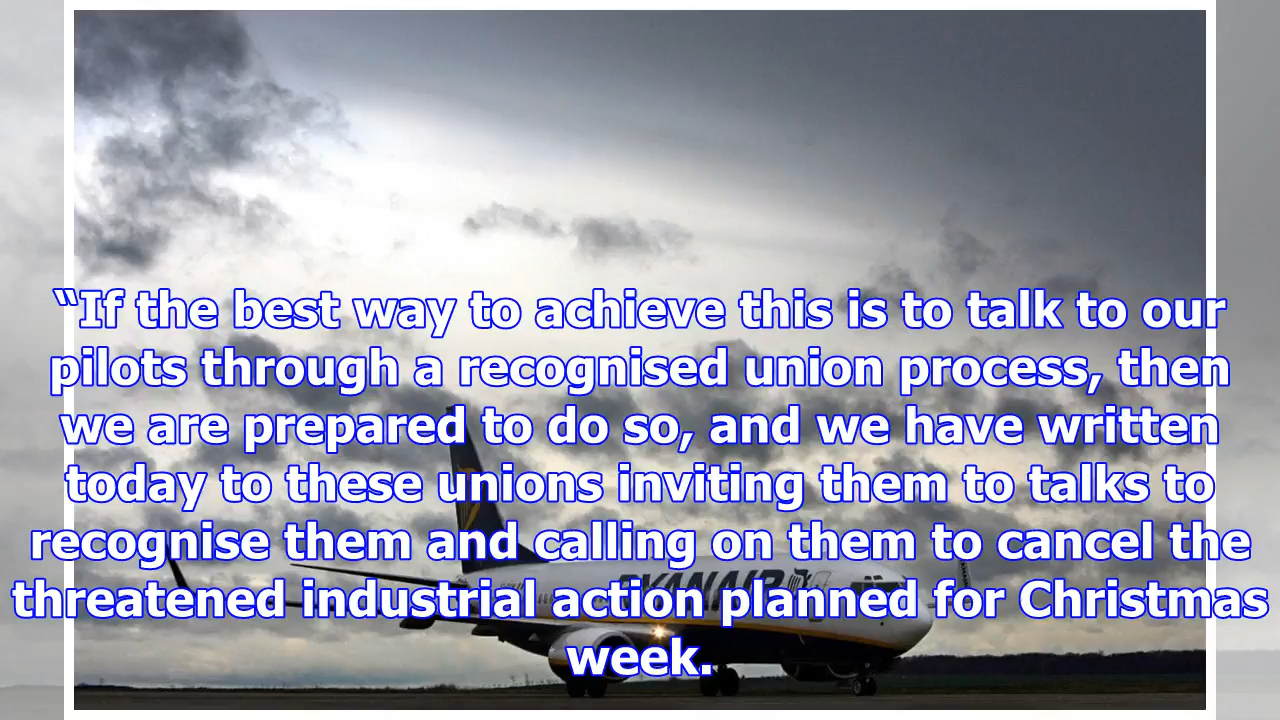 “If the best way to achieve this is to talk to our
pilots through a recognised union process, then
we are prepared to do so, and we have written
today to these unions inviting them to talks to
recognise them and calling on them to cancel the
RYANAIR
threatened industrial action planned for Christmas
week.